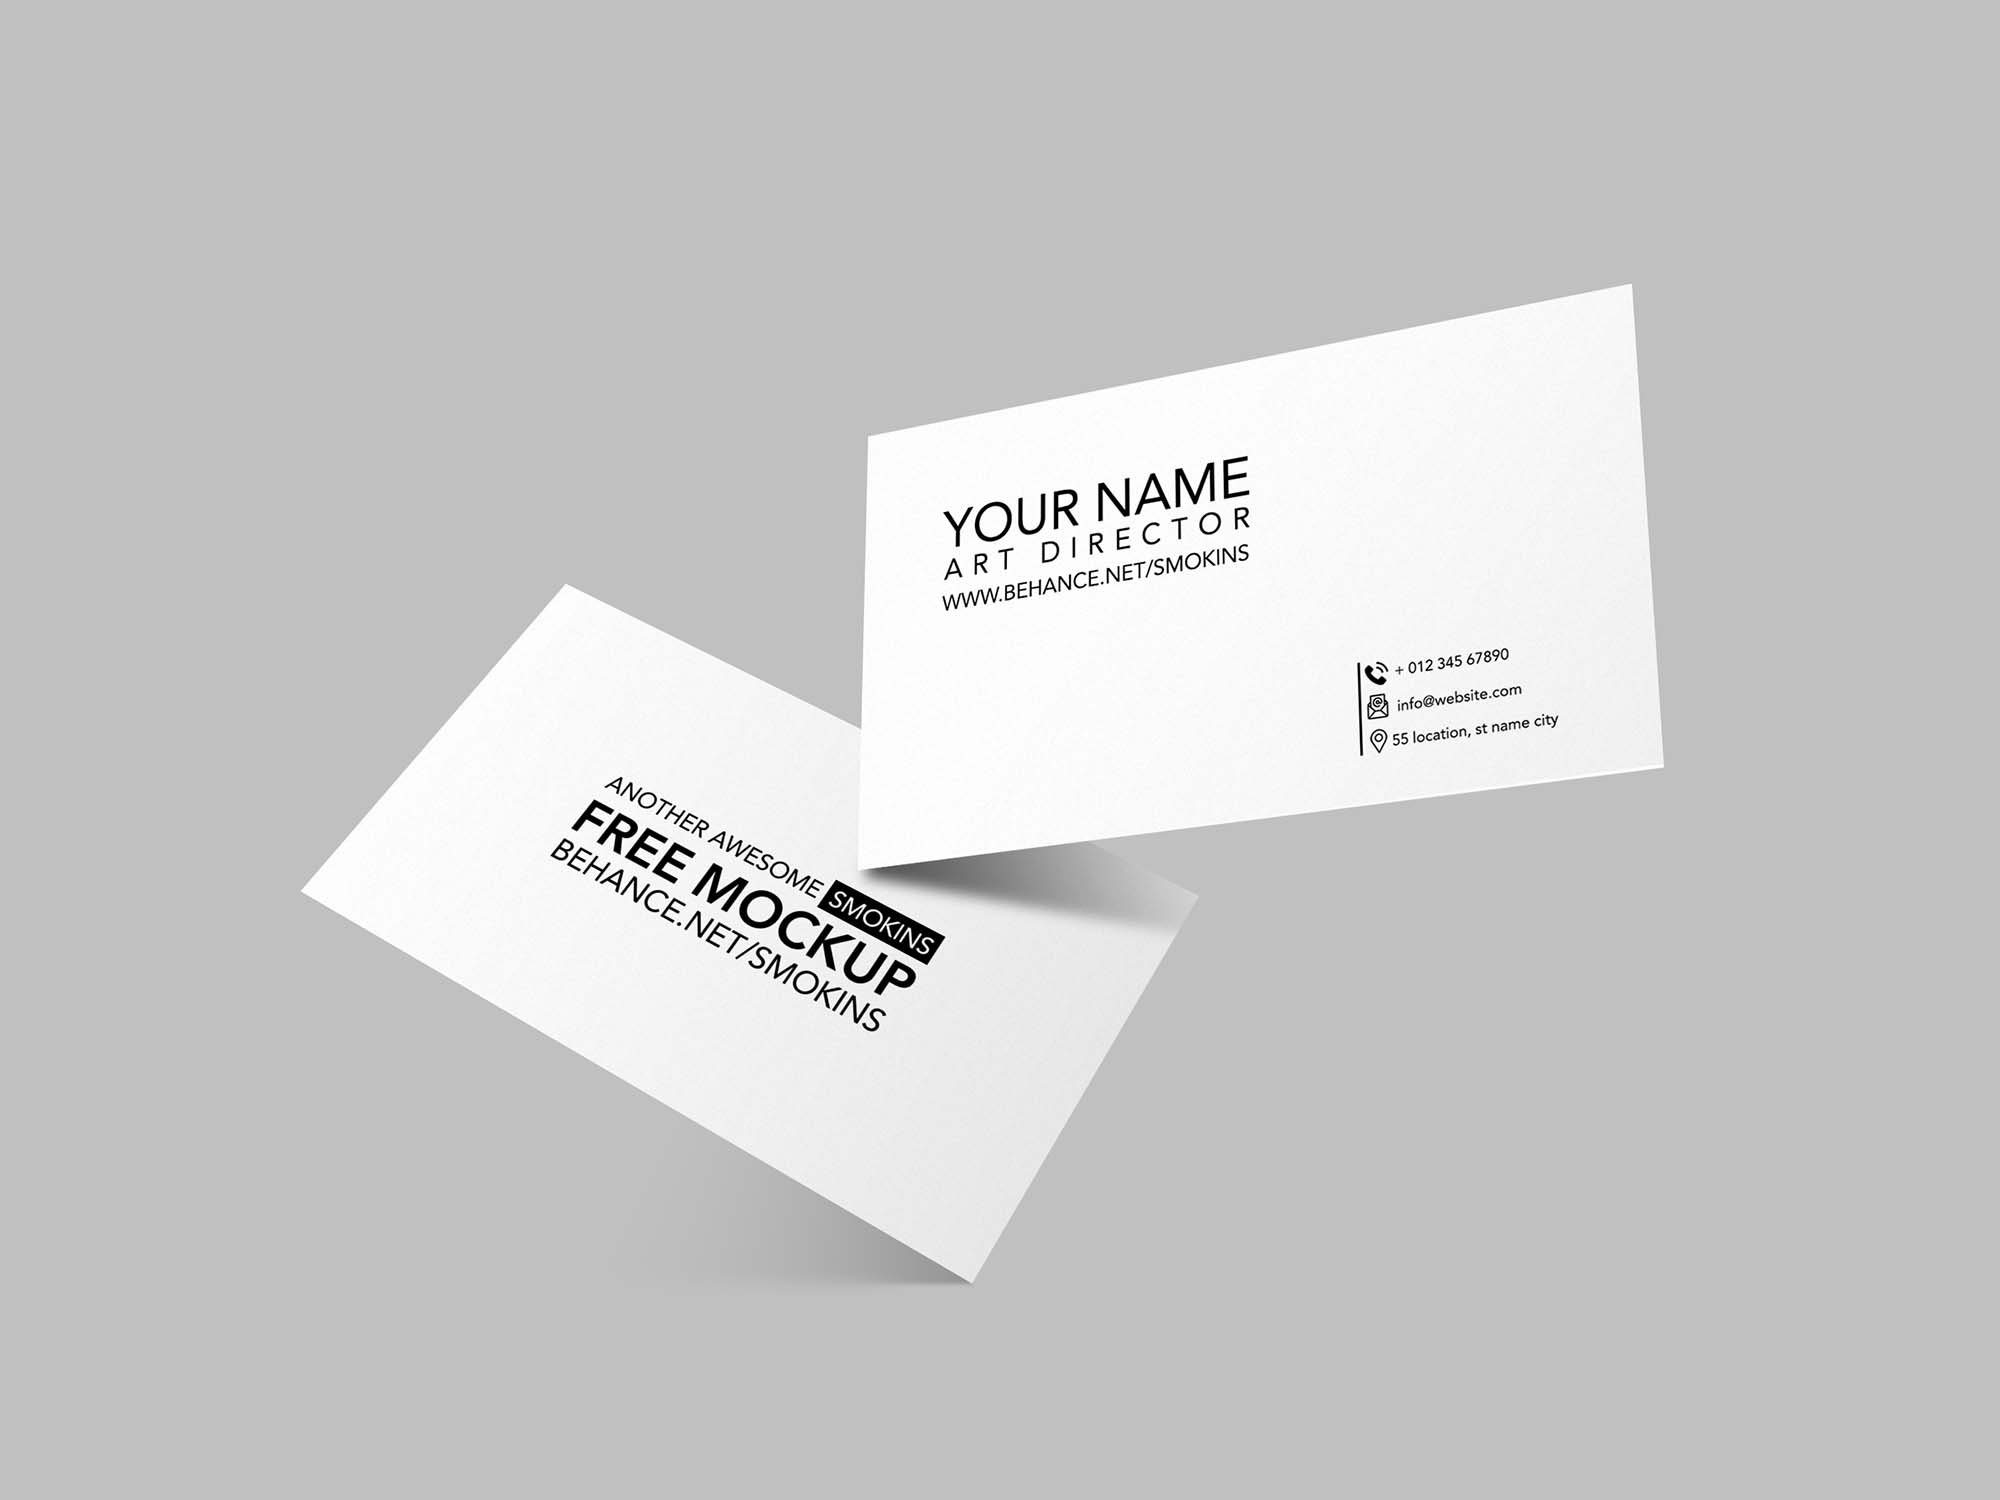 YOUR NAME
ART DIRECTOR
WWW.BEHANCE.NET/SMOKINS
+ 012 345 67890
info@website.com
55 location, st name city
ANOTHER AWESOME SMOKINS
FREE MOCKUP
BEHANCE.NET/SMOKINS